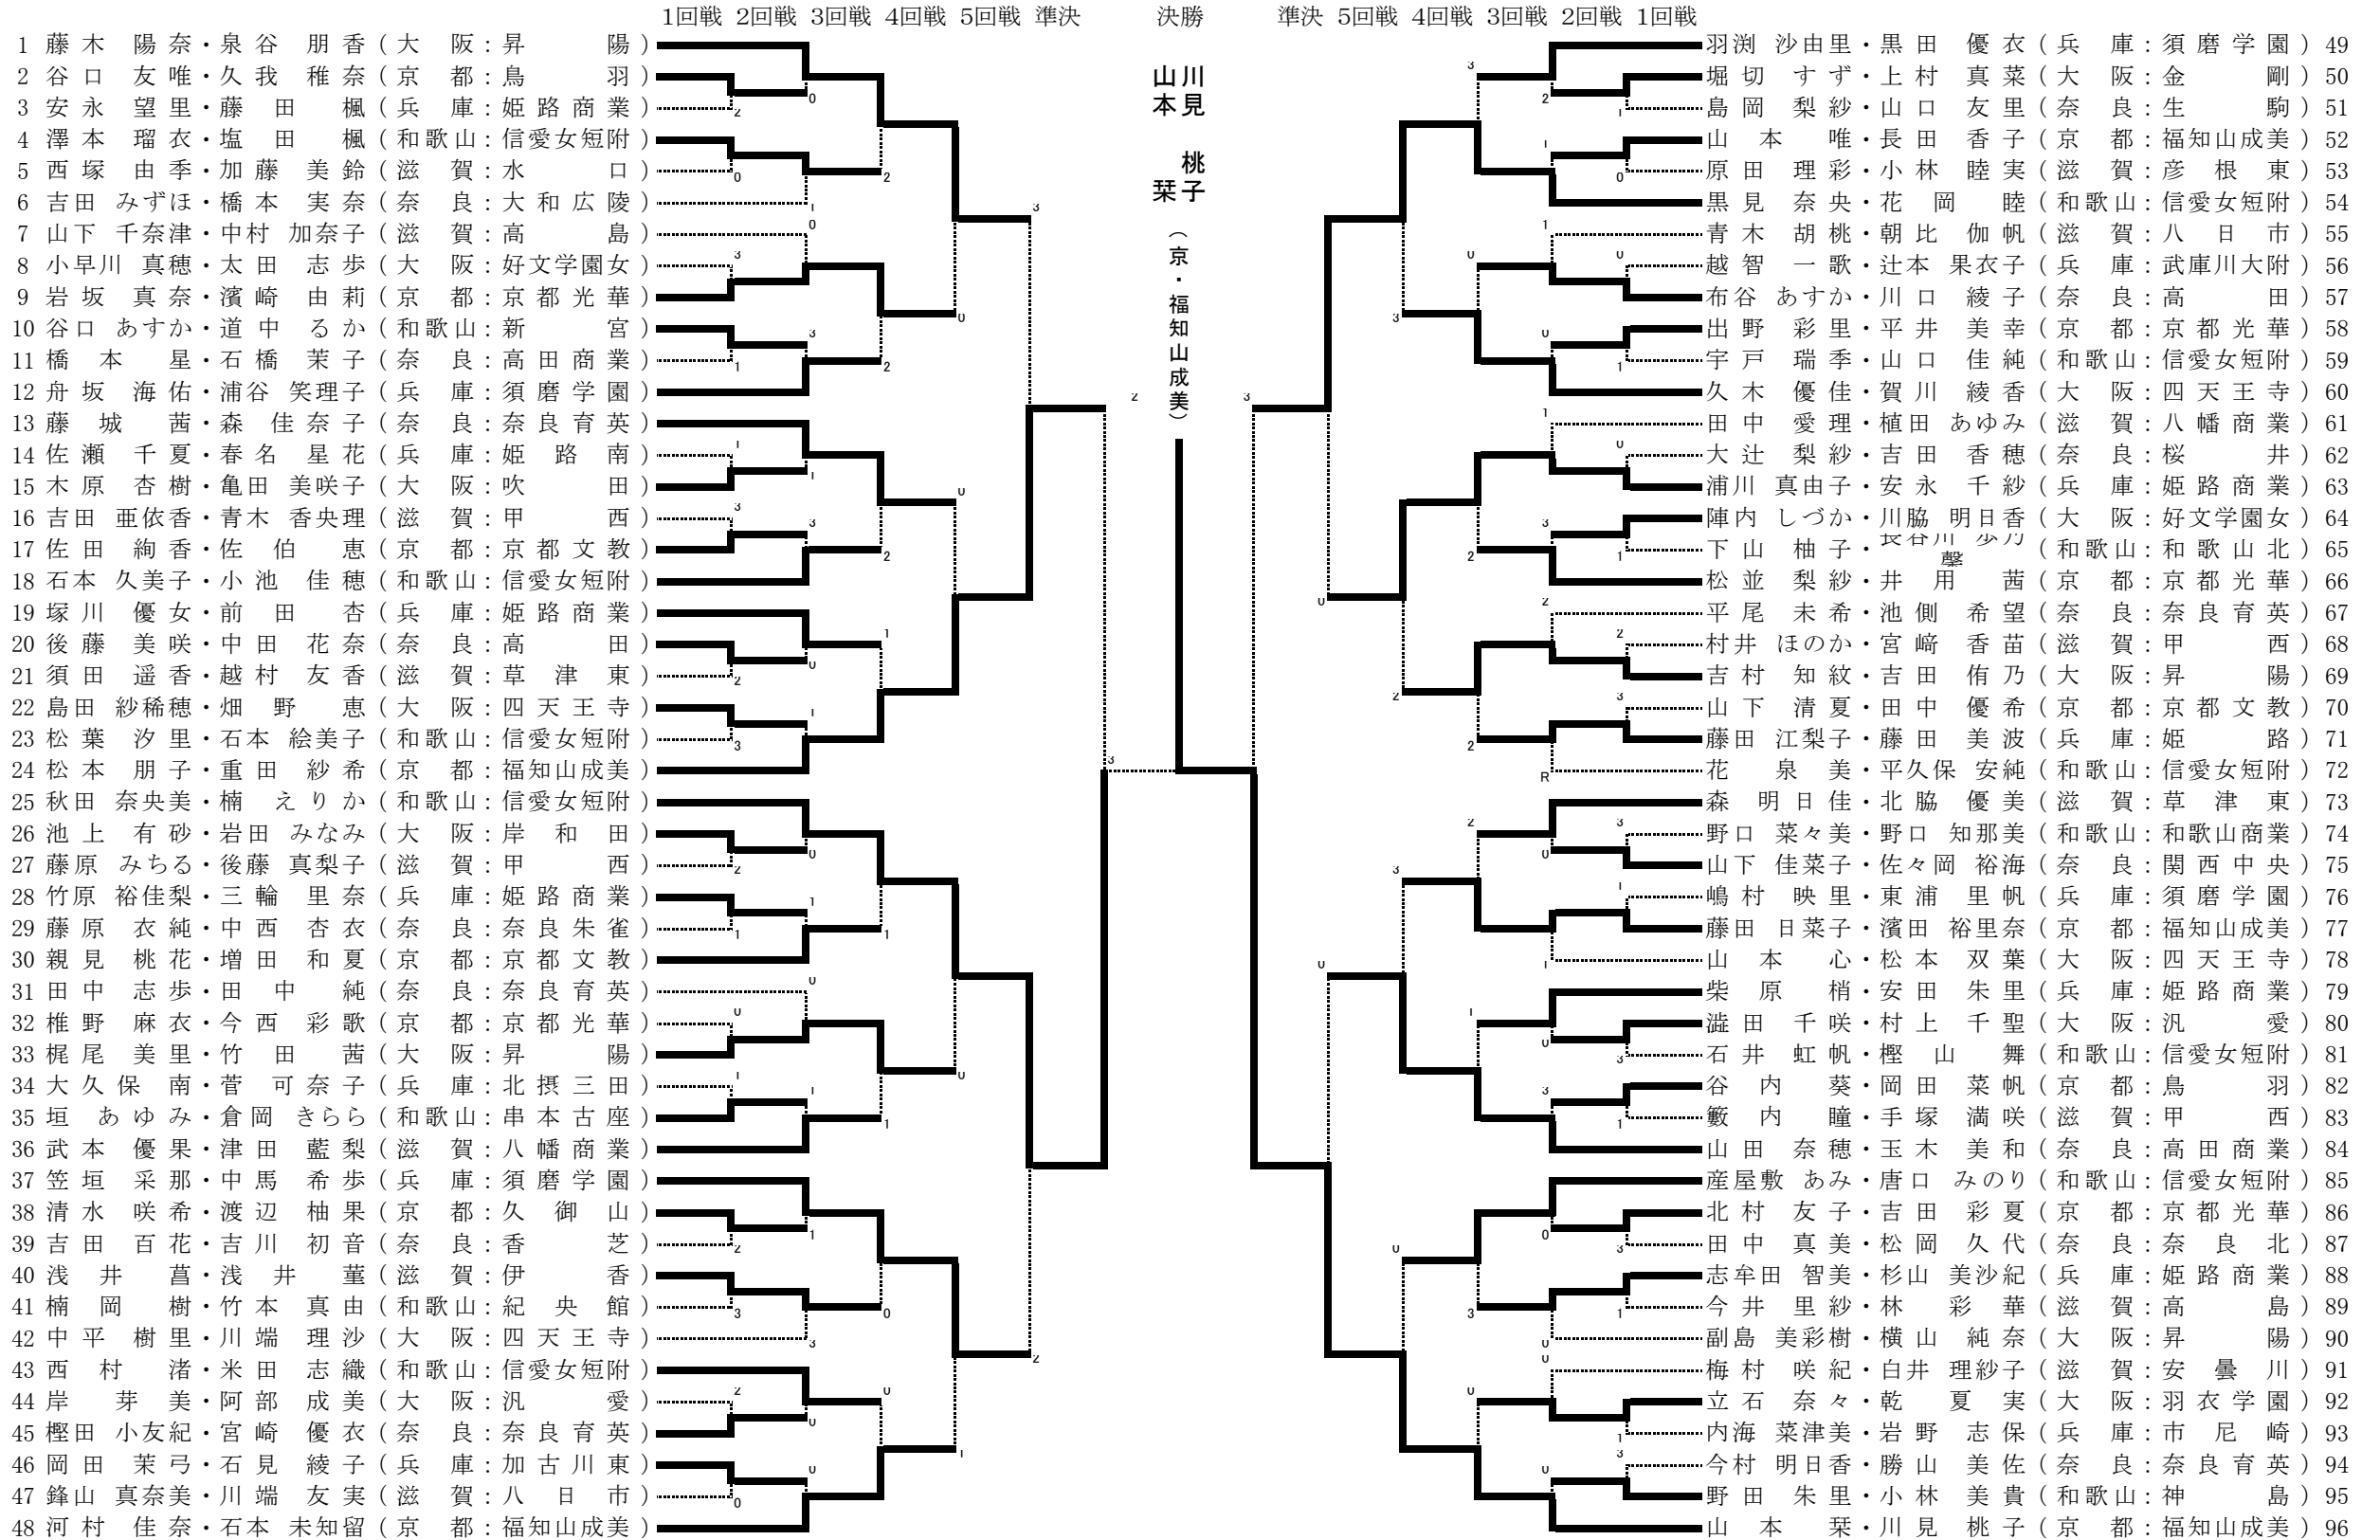 1回戦 2回戦 3回戦 4回戦 5回戦 準決 決勝 準決 5回戦 4回戦 3回戦 2回戦 1回戦
山本 栞
川見 桃子
（京・福知山成美）
1 藤木 陽奈・泉谷 朋香（大阪：昇陽）
2 谷口 友唯・久我 稚奈（京都：鳥羽）
3 安永 望里・藤田 楓（兵庫：姫路商業）
4 澤本 瑠衣・塩田 楓（和歌山：信愛女短附）
5 西塚 由季・加藤 美鈴（滋賀：水口）
6 吉田 みずほ・橋本 実奈（奈良：大和広陵）
7 山下 千奈津・中村 加奈子（滋賀：高島）
8 小早川 真穂・太田 志歩（大阪：好文学園女）
9 岩坂 真奈・濱崎 由莉（京都：京都光華）
10 谷口 あすか・道中 るか（和歌山：新宮）
11 橋本 星・石橋 茉子（奈良：高田商業）
12 舟坂 海佑・浦谷 笑理子（兵庫：須磨学園）
13 藤城 茜・森 佳奈子（奈良：奈良育英）
14 佐瀬 千夏・春名 星花（兵庫：姫路南）
15 木原 杏樹・亀田 美咲子（大阪：吹田）
16 吉田 亜依香・青木 香央理（滋賀：甲西）
17 佐田 絢香・佐伯 恵（京都：京都文教）
18 石本 久美子・小池 佳穂（和歌山：信愛女短附）
19 塚川 優女・前田 杏（兵庫：姫路商業）
20 後藤 美咲・中田 花奈（奈良：高田）
21 須田 遥香・越村 友香（滋賀：草津東）
22 島田 紗稀穂・畑野 恵（大阪：四天王寺）
23 松葉 汐里・石本 絵美子（和歌山：信愛女短附）
24 松本 朋子・重田 紗希（京都：福知山成美）
25 秋田 奈央美・楠 えりか（和歌山：信愛女短附）
26 池上 有砂・岩田 みなみ（大阪：岸和田）
27 藤原 みちる・後藤 真梨子（滋賀：甲西）
28 竹原 裕佳梨・三輪 里奈（兵庫：姫路商業）
29 藤原 衣純・中西 杏衣（奈良：奈良朱雀）
30 親見 桃花・増田 和夏（京都：京都文教）
31 田中 志歩・田中 純（奈良：奈良育英）
32 椎野 麻衣・今西 彩歌（京都：京都光華）
33 梶尾 美里・竹田 茜（大阪：昇陽）
34 大久保 南・菅 可奈子（兵庫：北摂三田）
35 垣 あゆみ・倉岡 きらら（和歌山：串本古座）
36 武本 優果・津田 藍梨（滋賀：八幡商業）
37 笠垣 采那・中馬 希歩（兵庫：須磨学園）
38 清水 咲希・渡辺 柚果（京都：久御山）
39 吉田 百花・吉川 初音（奈良：香芝）
40 浅井 菖・浅井 菫（滋賀：伊香）
41 楠岡 樹・竹本 真由（和歌山：紀央館）
42 中平 樹里・川端 理沙（大阪：四天王寺）
43 西村 渚・米田 志織（和歌山：信愛女短附）
44 岸 芽美・阿部 成美（大阪：汎愛）
45 樫田 小友紀・宮崎 優衣（奈良：奈良育英）
46 岡田 茉弓・石見 綾子（兵庫：加古川東）
47 鋒山 真奈美・川端 友実（滋賀：八日市）
48 河村 佳奈・石本 未知留（京都：福知山成美）
羽渕 沙由里・黒田 優衣（兵庫：須磨学園）49
堀切 すず・上村 真菜（大阪：金剛）50
島岡 梨紗・山口 友里（奈良：生駒）51
山本 唯・長田 香子（京都：福知山成美）52
原田 理彩・小林 睦実（滋賀：彦根東）53
黒見 奈央・花岡 睦（和歌山：信愛女短附）54
青木 胡桃・朝比 伽帆（滋賀：八日市）55
越智 一歌・辻本 果衣子（兵庫：武庫川大附）56
布谷 あすか・川口 綾子（奈良：高田）57
出野 彩里・平井 美幸（京都：京都光華）58
宇戸 瑞季・山口 佳純（和歌山：信愛女短附）59
久木 優佳・賀川 綾香（大阪：四天王寺）60
田中 愛理・植田 あゆみ（滋賀：八幡商業）61
大辻 梨紗・吉田 香穂（奈良：桜井）62
浦川 真由子・安永 千紗（兵庫：姫路商業）63
陣内 しづか・川脇 明日香（大阪：好文学園女）64
下山 柚子・長谷川 歩乃馨（和歌山：和歌山北）65
松並 梨紗・井用 茜（京都：京都光華）66
平尾 未希・池側 希望（奈良：奈良育英）67
村井 ほのか・宮﨑 香苗（滋賀：甲西）68
吉村 知紋・吉田 侑乃（大阪：昇陽）69
山下 清夏・田中 優希（京都：京都文教）70
藤田 江梨子・藤田 美波（兵庫：姫路）71
花 泉美・平久保 安純（和歌山：信愛女短附）72
森 明日佳・北脇 優美（滋賀：草津東）73
野口 菜々美・野口 知那美（和歌山：和歌山商業）74
山下 佳菜子・佐々岡 裕海（奈良：関西中央）75
嶋村 映里・東浦 里帆（兵庫：須磨学園）76
藤田 日菜子・濱田 裕里奈（京都：福知山成美）77
山本 心・松本 双葉（大阪：四天王寺）78
柴原 梢・安田 朱里（兵庫：姫路商業）79
澁田 千咲・村上 千聖（大阪：汎愛）80
石井 虹帆・樫山 舞（和歌山：信愛女短附）81
谷内 葵・岡田 菜帆（京都：鳥羽）82
籔内 瞳・手塚 満咲（滋賀：甲西）83
山田 奈穂・玉木 美和（奈良：高田商業）84
産屋敷 あみ・唐口 みのり（和歌山：信愛女短附）85
北村 友子・吉田 彩夏（京都：京都光華）86
田中 真美・松岡 久代（奈良：奈良北）87
志牟田 智美・杉山 美沙紀（兵庫：姫路商業）88
今井 里紗・林 彩華（滋賀：高島）89
副島 美彩樹・横山 純奈（大阪：昇陽）90
梅村 咲紀・白井 理紗子（滋賀：安曇川）91
立石 奈々・乾 夏実（大阪：羽衣学園）92
内海 菜津美・岩野 志保（兵庫：市尼崎）93
今村 明日香・勝山 美佐（奈良：奈良育英）94
野田 朱里・小林 美貴（和歌山：神島）95
山本 栞・川見 桃子（京都：福知山成美）96